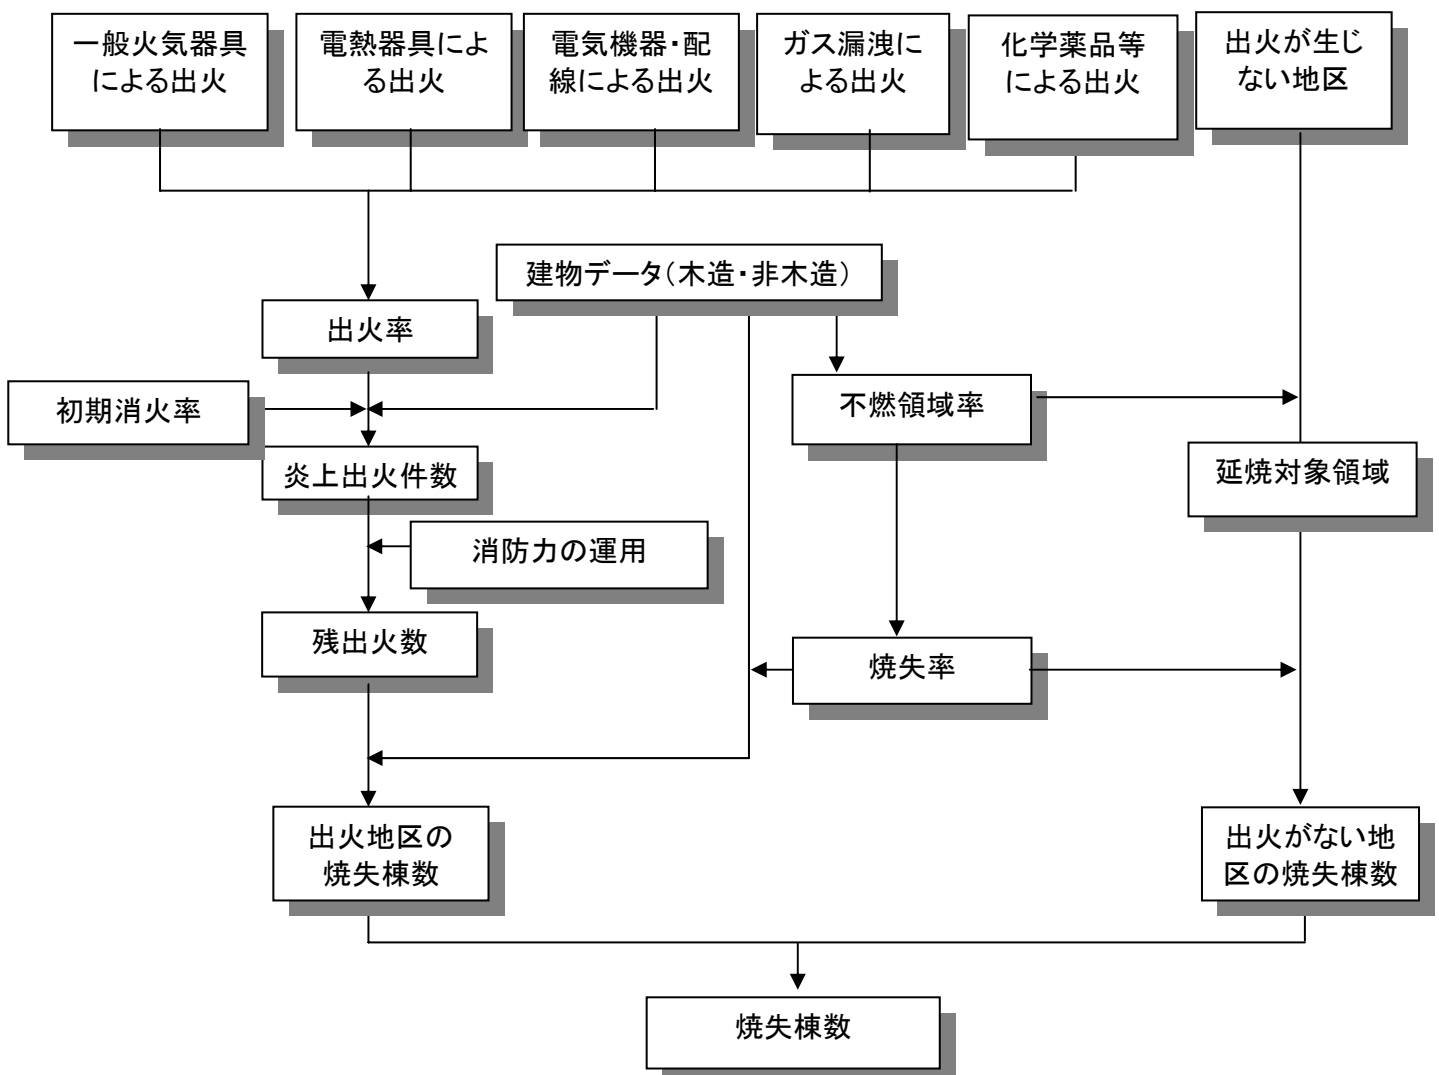 一般火気器具
による出火
電熱器具によ
る出火
電気機器・配
線による出火
ガス漏洩に
よる出火
化学薬品等
による出火
出火が生じ
ない地区
建物データ(木造・非木造)
出火率
初期消火率
不燃領域率
炎上出火件数
延焼対象領域
消防力の運用
残出火数
焼失率
出火地区の
焼失棟数
出火がない地
区の焼失棟数
焼失棟数